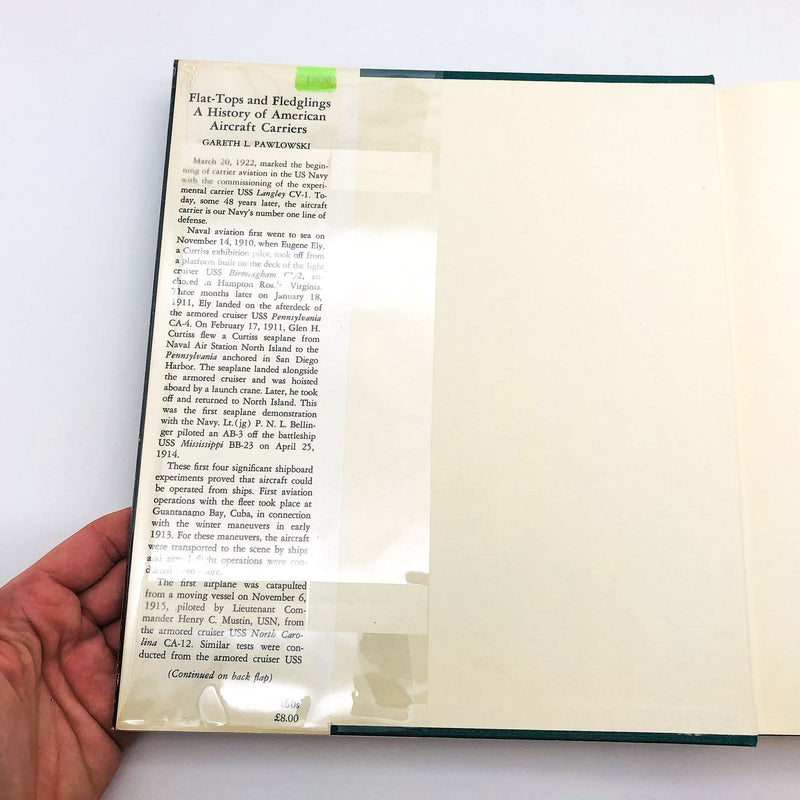 $20.00
Flat-Tops and Fledglings
A History of American
Aircraft Carriers
GARETH L. PAWLOWSKI
March 20, 1922, marked the begin-
ning of carrier aviation in the US Navy
with the commissioning of the experi-
mental carrier USS Langley CV-1. To-
day, some 48 years later, the aircraft
carrier is our Navy's number one line of
defense.
Naval aviation first went to sea on
November 14, 1910, when Eugene Ely,
a Curtiss exhibition pilot, took off from
a platform built on the deck of the light
cruiser USS Birmingham an-
chored in Hampton Roads Virginia.
Three months later on January 18,
1911, Ely landed on the afterdeck of
the armored cruiser USS Pennsylvania
CA-4. On February 17, 1911, Glen H.
Curtiss flew a Curtiss seaplane from
Naval Air Station North Island to the
Pennsylvania anchored in San Diego
Harbor. The seaplane landed alongside
the armored cruiser and was hoisted
aboard by a launch crane. Later, he took
off and returned to North Island. This
was the first seaplane demonstration
with the Navy. Lt.(jg) P. N. L. Bellin-
ger piloted an AB-3 off the battleship
USS Mississippi BB-23 on April 25,
1914.
These first four significant shipboard
experiments proved that aircraft could
be operated from ships. First aviation
operations with the fleet took place at
Guantanamo Bay, Cuba, in connection
with the winter maneuvers in early
1913. For these maneuvers, the aircraft
were transported to the scene by ships
and flight operations were con-
The first airplane was catapulted
from a moving vessel on November 6,
1915, piloted by Lieutenant Com-
mander Henry C. Mustin, USN, from
the armored cruiser USS North Caro-
lina CA-12. Similar tests were con-
ducted from the armored cruiser USS
(Continued on back flap)
£8.00